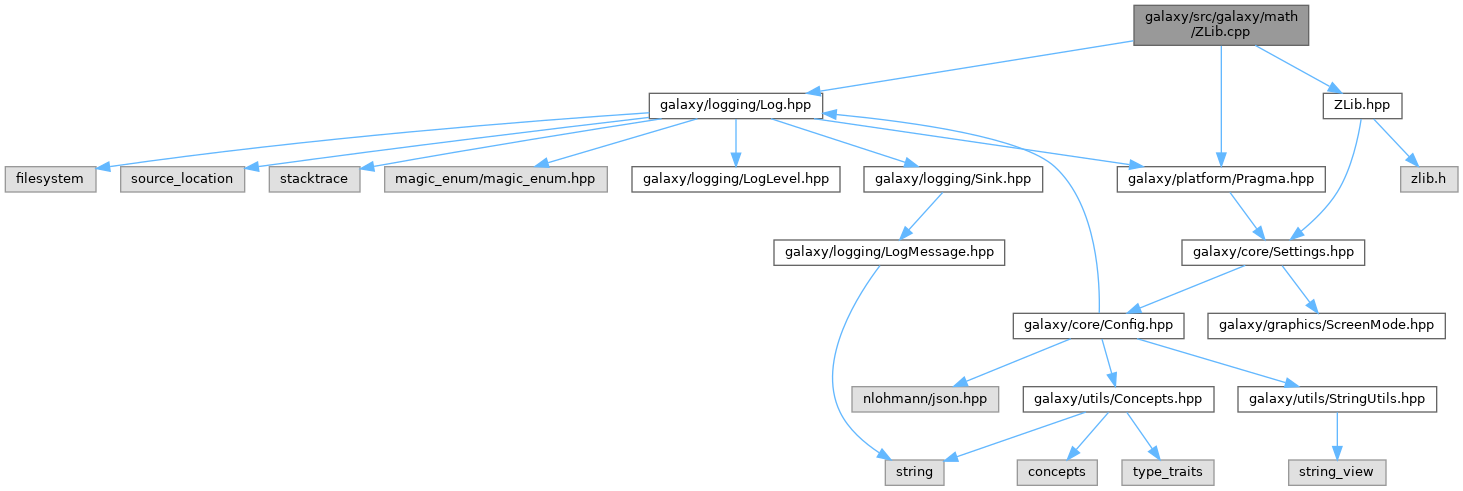 galaxy/src/galaxy/math
/ZLib.cpp
galaxy/logging/Log.hpp
ZLib.hpp
filesystem
source_location
stacktrace
magic_enum/magic_enum.hpp
galaxy/logging/LogLevel.hpp
galaxy/logging/Sink.hpp
galaxy/platform/Pragma.hpp
zlib.h
galaxy/logging/LogMessage.hpp
galaxy/core/Settings.hpp
galaxy/core/Config.hpp
galaxy/graphics/ScreenMode.hpp
nlohmann/json.hpp
galaxy/utils/Concepts.hpp
galaxy/utils/StringUtils.hpp
string
concepts
type_traits
string_view